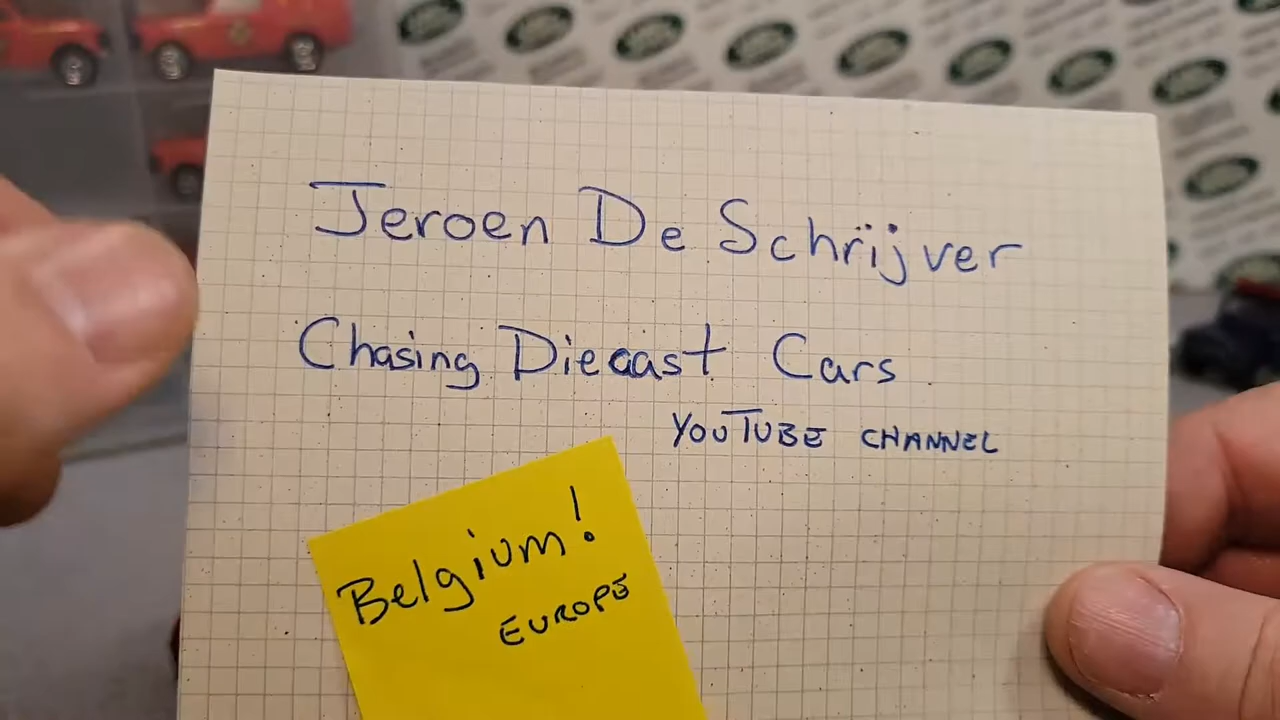 Jeroen De Schrijver
Chasing Diecast Cars
YOUTUBE CHANNEL
Belgium!
EUROPE